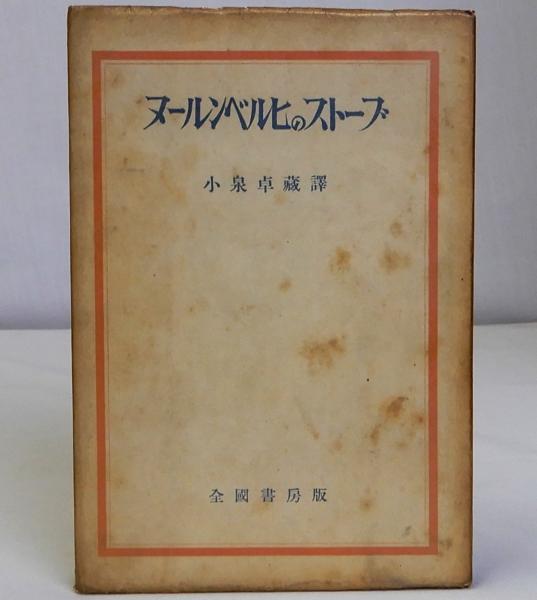 ヌールンベルヒのストーブ
小泉卓藏譯
全國書房版